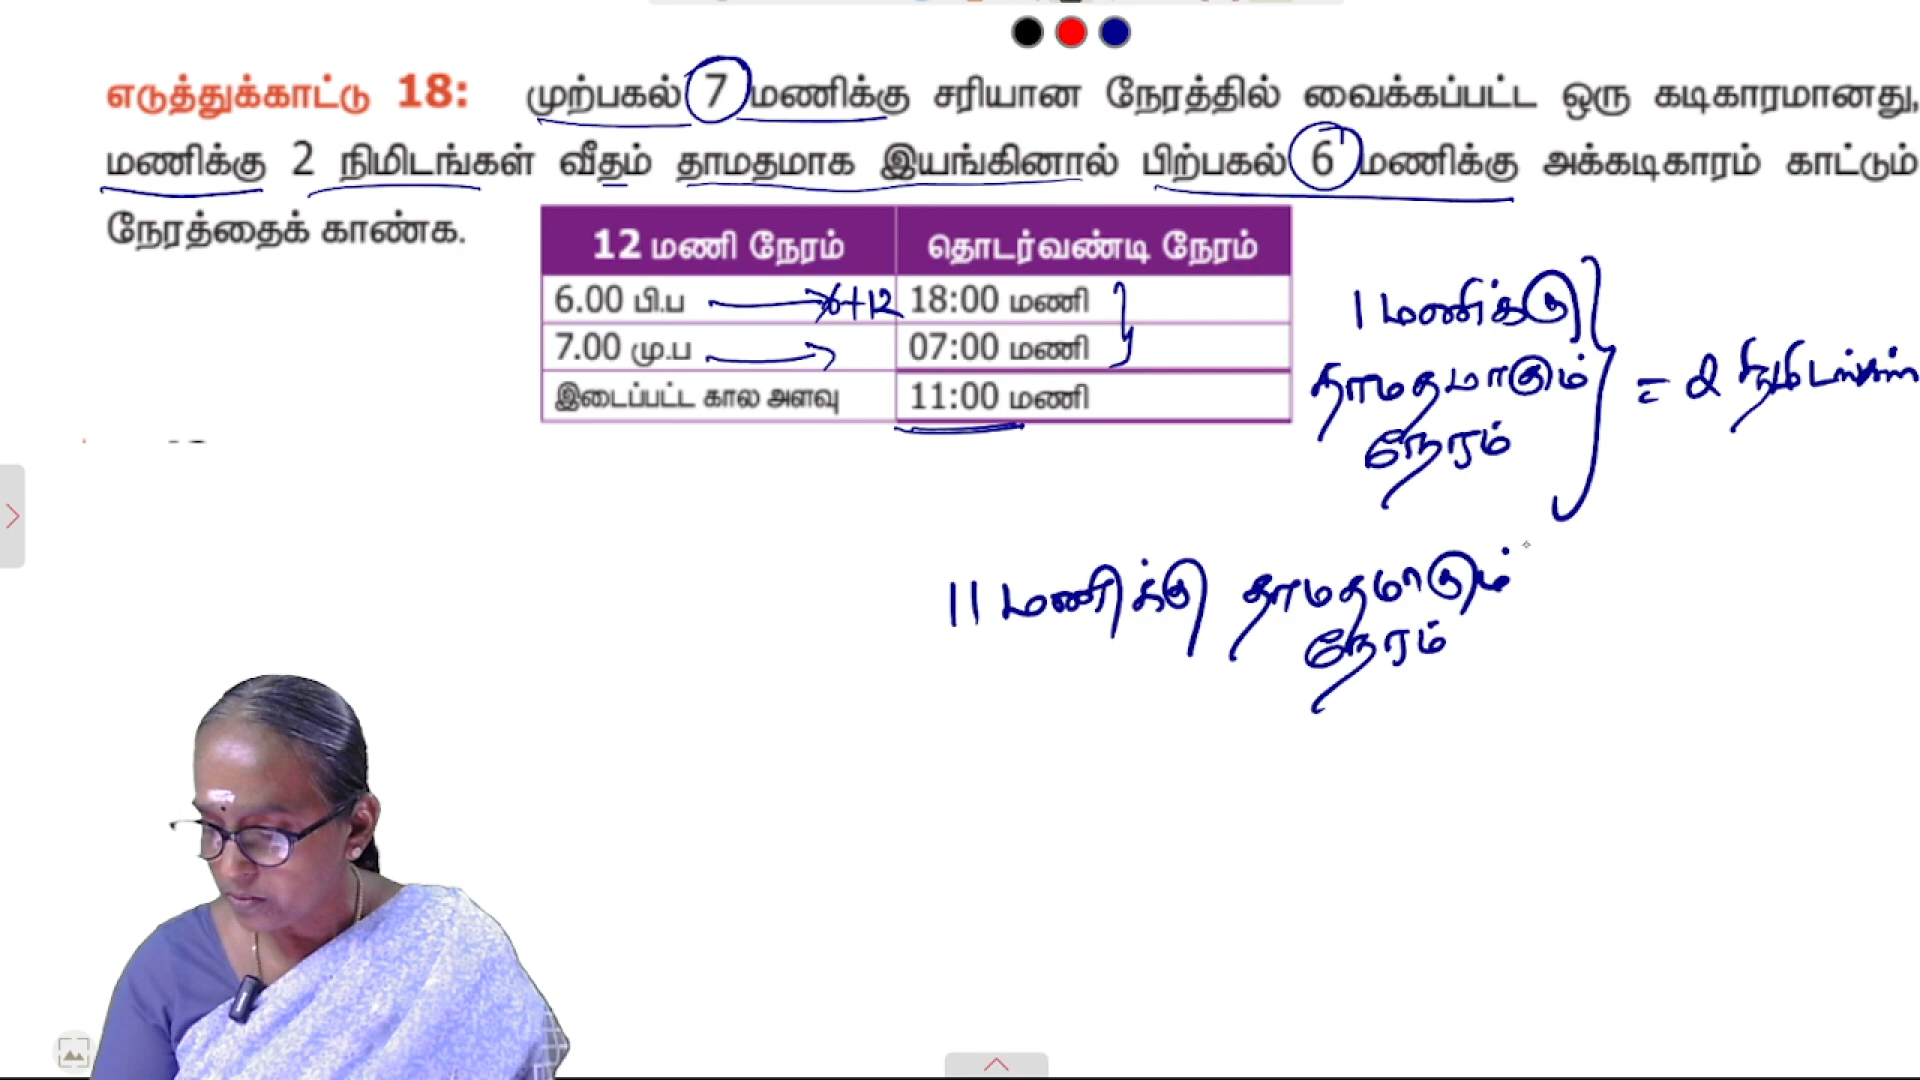 எடுத்துக்காட்டு 18: முற்பகல் 7 மணிக்கு சரியான நேரத்தில் வைக்கப்பட்ட ஒரு கடிகாரமானது,
மணிக்கு 2 நிமிடங்கள் வீதம் தாமதமாக இயங்கினால் பிற்பகல் 6 மணிக்கு அக்கடிகாரம் காட்டும்
நேரத்தைக் காண்க.
12 மணி நேரம் தொடர்வண்டி நேரம்
6.00 பி.ப 6+12 18:00 மணி
7.00 மு.ப 07:00 மணி
இடைப்பட்ட கால அளவு 11:00 மணி
1 மணிக்கு
தாமதமாகும் = 2 நிமிடங்கள்
நேரம்
11 மணிக்கு தாமதமாகும்
நேரம்